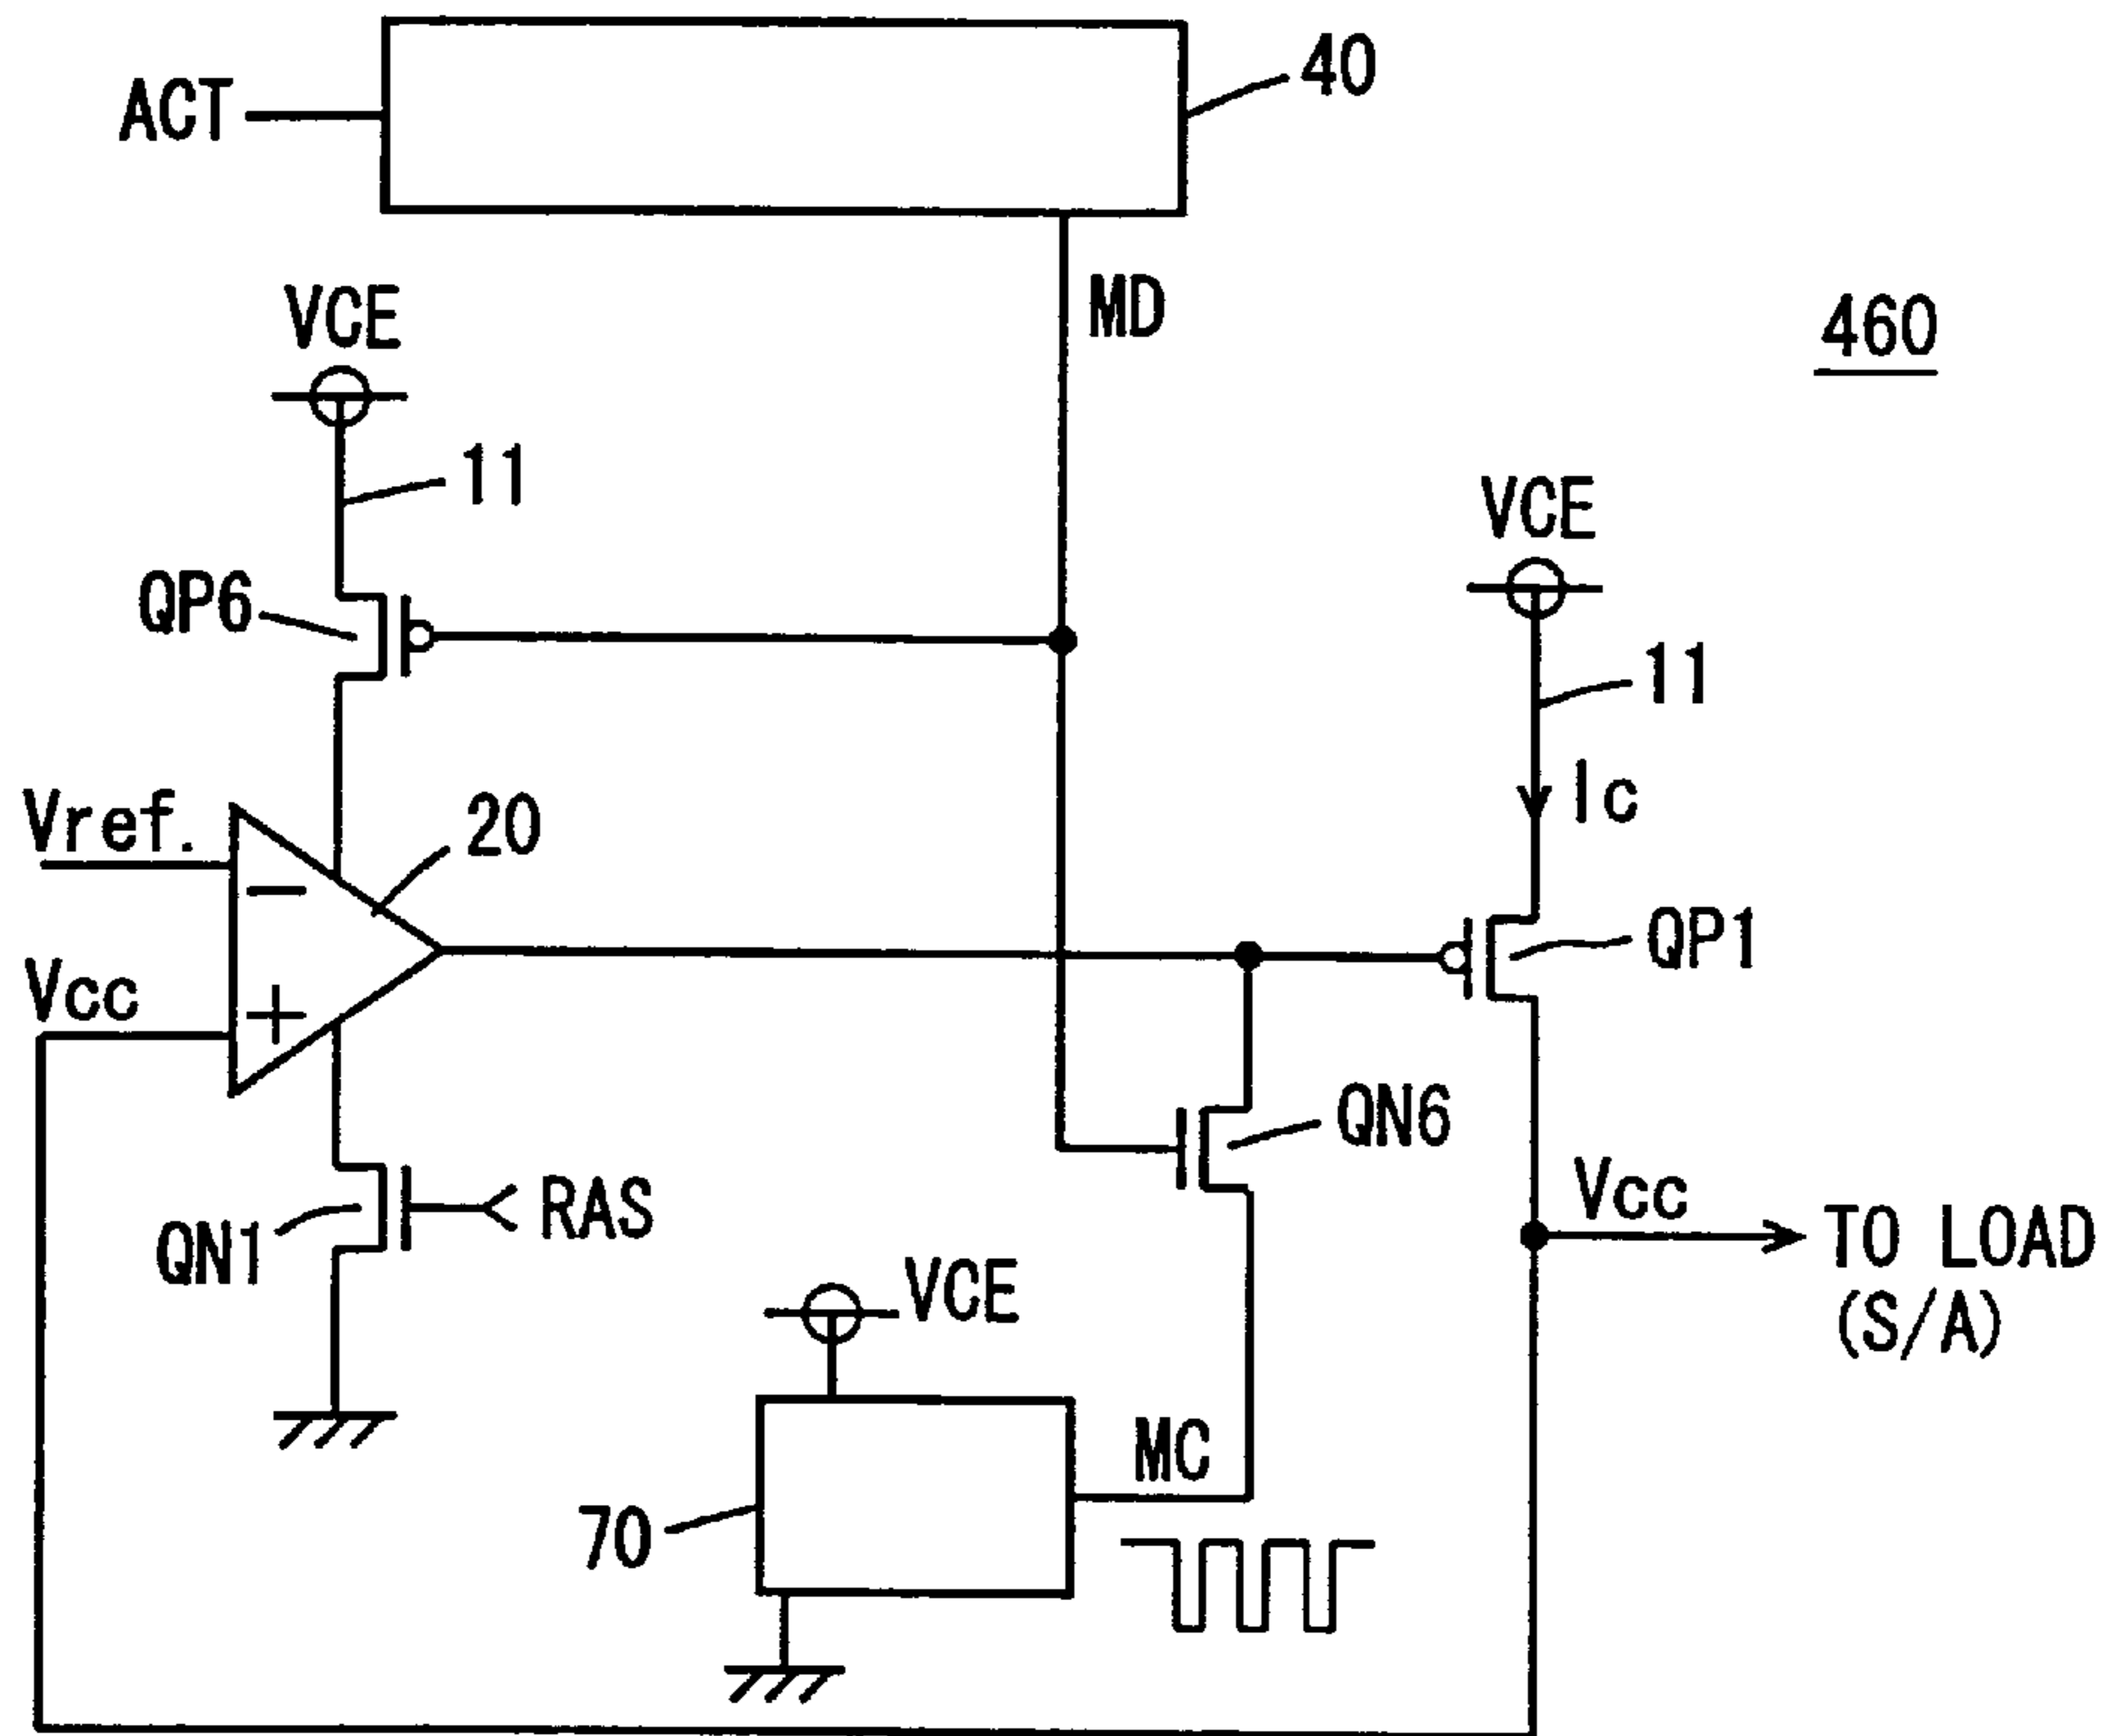 40
ACT
MD
VCE
460
11
VCE
QP6
11
Ic
Vref.
20
QP1
Vcc
−
+
QN6
RAS
Vcc
QN1
TO LOAD
(S/A)
VCE
MC
70